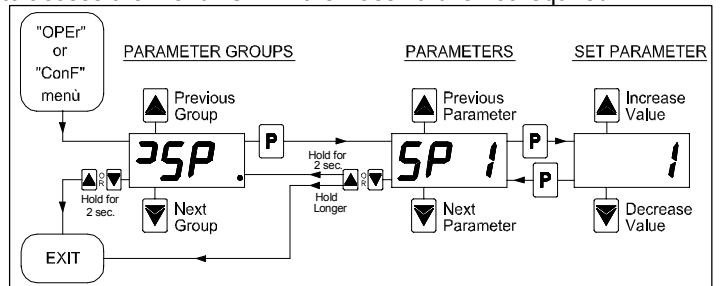 "OPEr"
or
"ConF"
menù
PARAMETER GROUPS
PARAMETERS
SET PARAMETER
Previous
Group
Previous
Parameter
Increase
Value
P
Hold for
2 sec.
P
ᑐSP.
SP 1
1
OR
OR
P
Hold for
2 sec.
Hold
Longer
Next
Group
Next
Parameter
Decrease
Value
EXIT